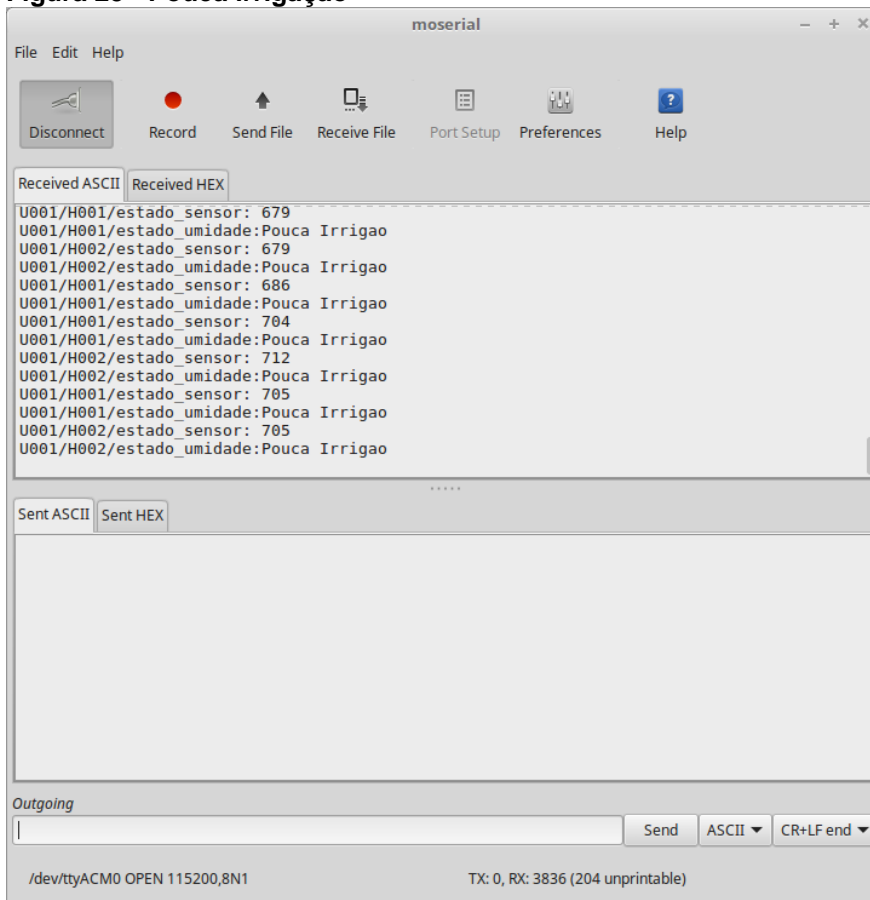 moserial
File Edit Help
Disconnect Record Send File Receive File Port Setup Preferences Help
Received ASCII Received HEX
U001/H001/estado_sensor: 679
U001/H001/estado_umidade:Pouca Irrigao
U001/H002/estado_sensor: 679
U001/H002/estado_umidade:Pouca Irrigao
U001/H001/estado_sensor: 686
U001/H001/estado_umidade:Pouca Irrigao
U001/H001/estado_sensor: 704
U001/H001/estado_umidade:Pouca Irrigao
U001/H002/estado_sensor: 712
U001/H002/estado_umidade:Pouca Irrigao
U001/H001/estado_sensor: 705
U001/H001/estado_umidade:Pouca Irrigao
U001/H002/estado_sensor: 705
U001/H002/estado_umidade:Pouca Irrigao
Sent ASCII Sent HEX
Outgoing
Send ASCII CR+LF end
/dev/ttyACM0 OPEN 115200,8N1 TX: 0, RX: 3836 (204 unprintable)